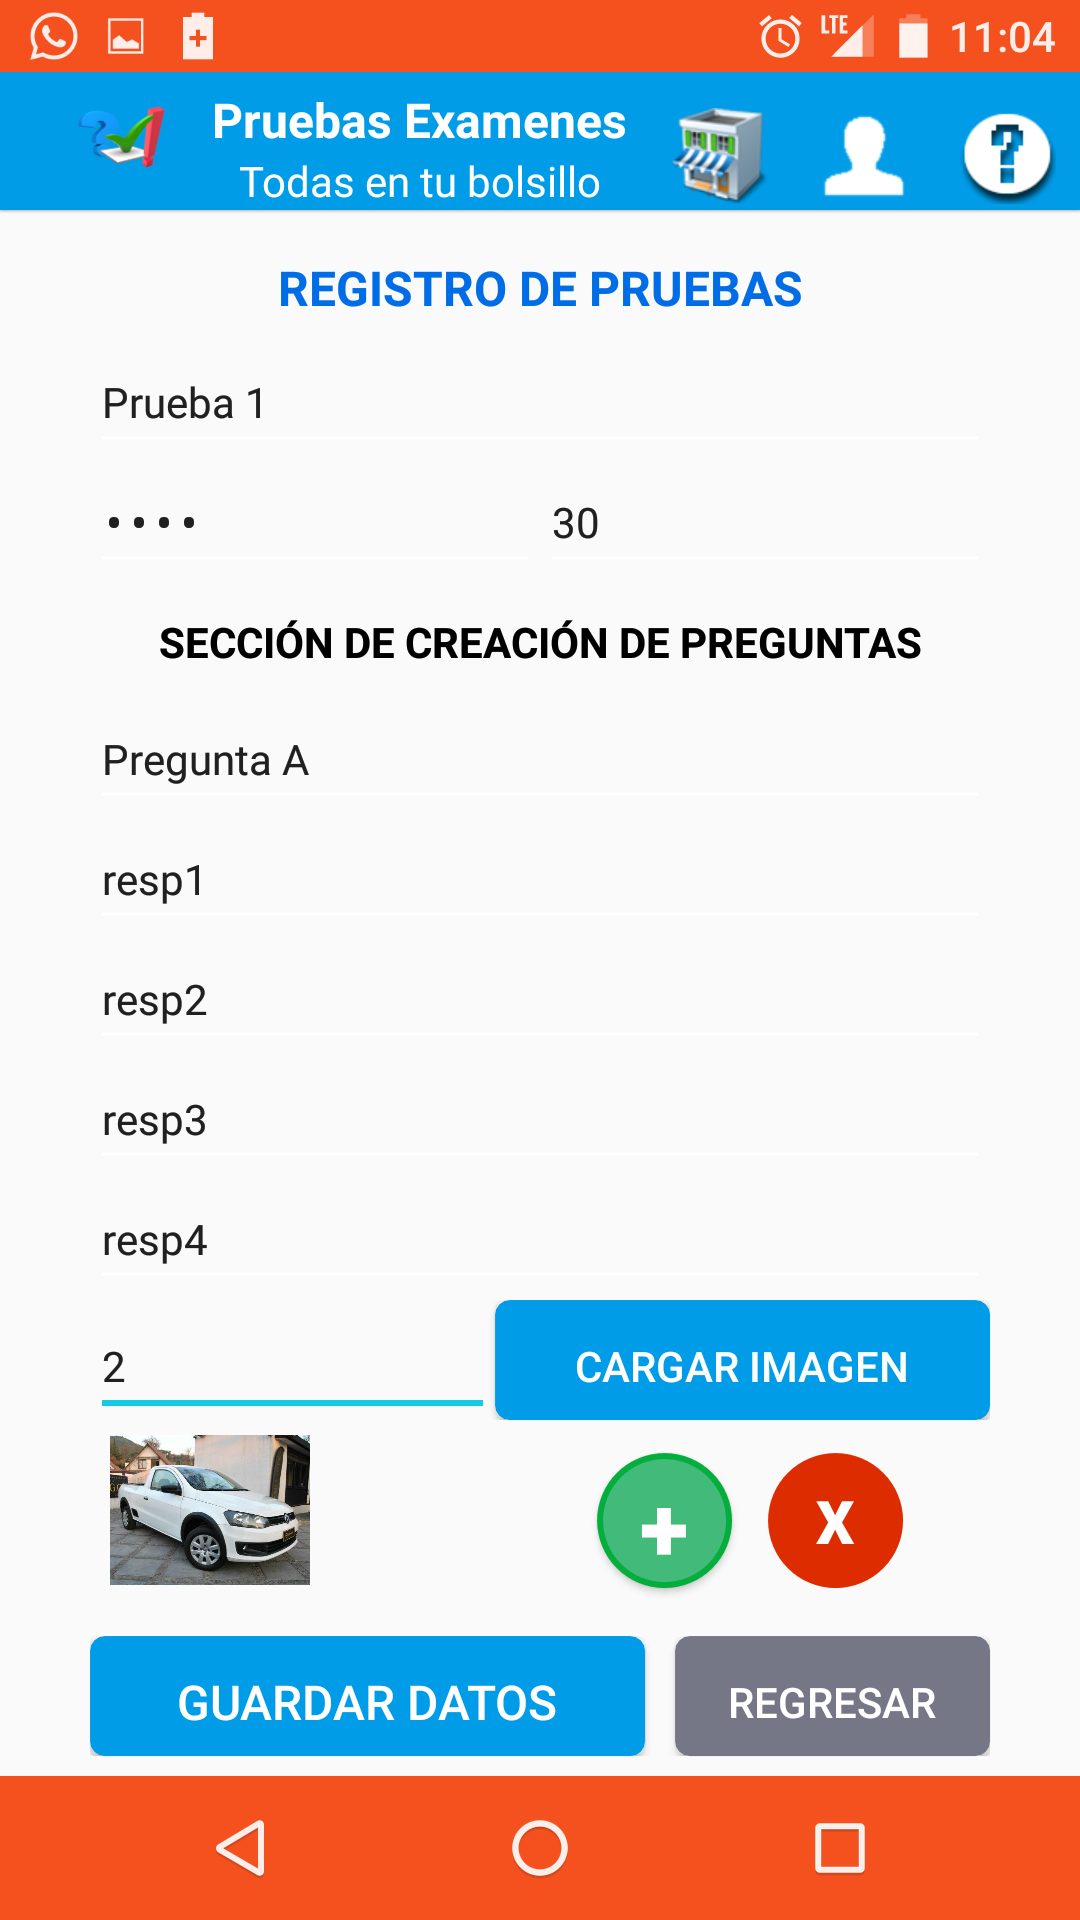 LTE 11:04
Pruebas Examenes
Todas en tu bolsillo
REGISTRO DE PRUEBAS
Prueba 1
•••• 30
SECCIÓN DE CREACIÓN DE PREGUNTAS
Pregunta A
resp1
resp2
resp3
resp4
2 CARGAR IMAGEN
+ X
GUARDAR DATOS REGRESAR